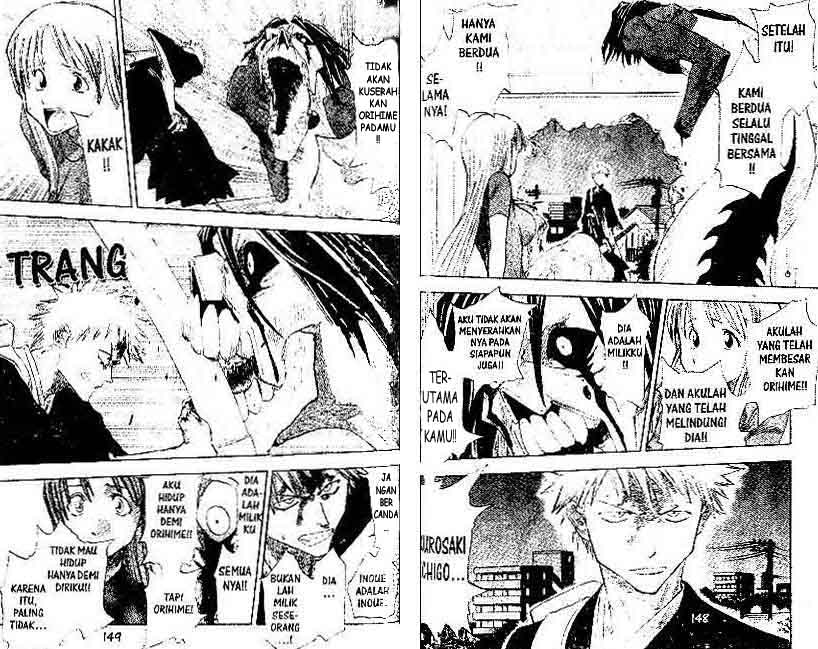 SETELAH
ITU!
KAMI
BERDUA
SELALU
TINGGAL
BERSAMA
!!
HANYA
KAMI
BERDUA
!!
SE-
LAMA
NYA!
AKULAH
YANG TELAH
MEMBESAR
KAN
ORIHIME!!
DAN AKULAH
YANG TELAH
MELINDUNGI
DIA!!
DIA
ADALAH
MILIKKU
!!
AKU TIDAK AKAN
MENYERAHKAN
NYA PADA
SIAPAPUN
JUGA!!
TER-
UTAMA
PADA
KAMU!!
UROSAKI
CHIGO...
148
TIDAK
AKAN
KUSERAH
KAN
ORIHIME
PADAMU
!!
KAKAK
!!
TRANG
JA
NGAN
BER
CANDA
INOUE
ADALAH
INOUE.
DIA
...
BUKAN
LAH
MILIK
SESE-
ORANG
...!
DIA
ADA-
LAH
MILIK
KU
SEMUA
NYA!!
AKU
HIDUP
HANYA
DEMI
ORIHIME!!
TAPI
ORIHIME!
TIDAK MAU
HIDUP
HANYA DEMI
DIRIKU!!
KARENA
ITU,
PALING
TIDAK...
149